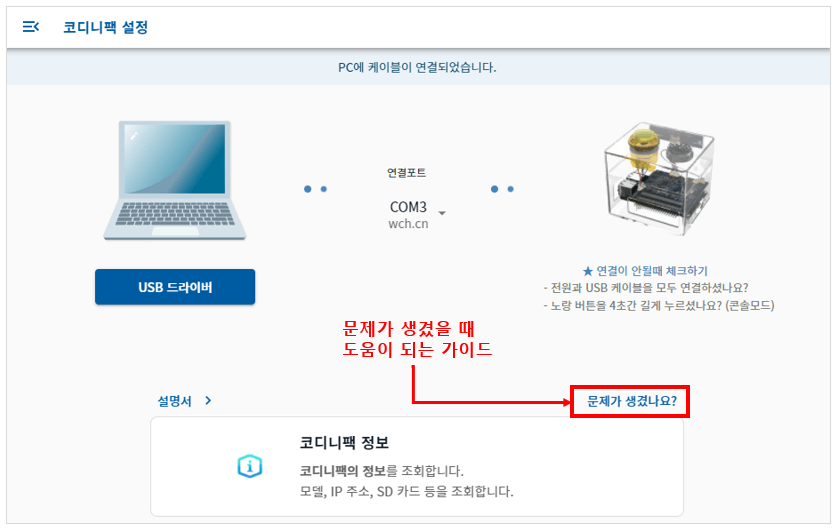 코디니팩 설정
PC에 케이블이 연결되었습니다.
연결포트
COM3
wch.cn
USB 드라이버
★ 연결이 안될때 체크하기
- 전원과 USB 케이블을 모두 연결하셨나요?
- 노랑 버튼을 4초간 길게 누르셨나요? (콘솔모드)
문제가 생겼을 때
도움이 되는 가이드
설명서
문제가 생겼나요?
코디니팩 정보
코디니팩의 정보를 조회합니다.
모델, IP 주소, SD 카드 등을 조회합니다.